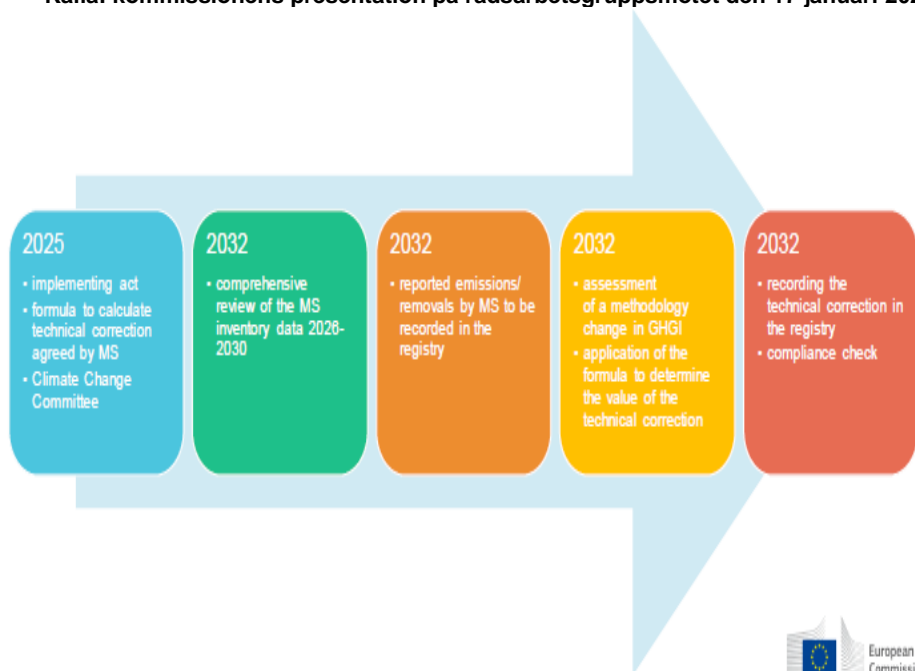 Källa: kommissionens presentation på rådsarbetsgruppsmötet den 17 januari 202
2025
• implementing act
• formula to calculate
technical correction
agreed by MS
• Climate Change
Committee
2032
• comprehensive
review of the MS
inventory data 2026-
2030
2032
• reported emissions/
removals by MS to be
recorded in the
registry
2032
• assessment
of a methodology
change in GHGI
• application of the
formula to determine
the value of the
technical correction
2032
• recording the
technical correction in
the registry
• compliance check
European
Commissi